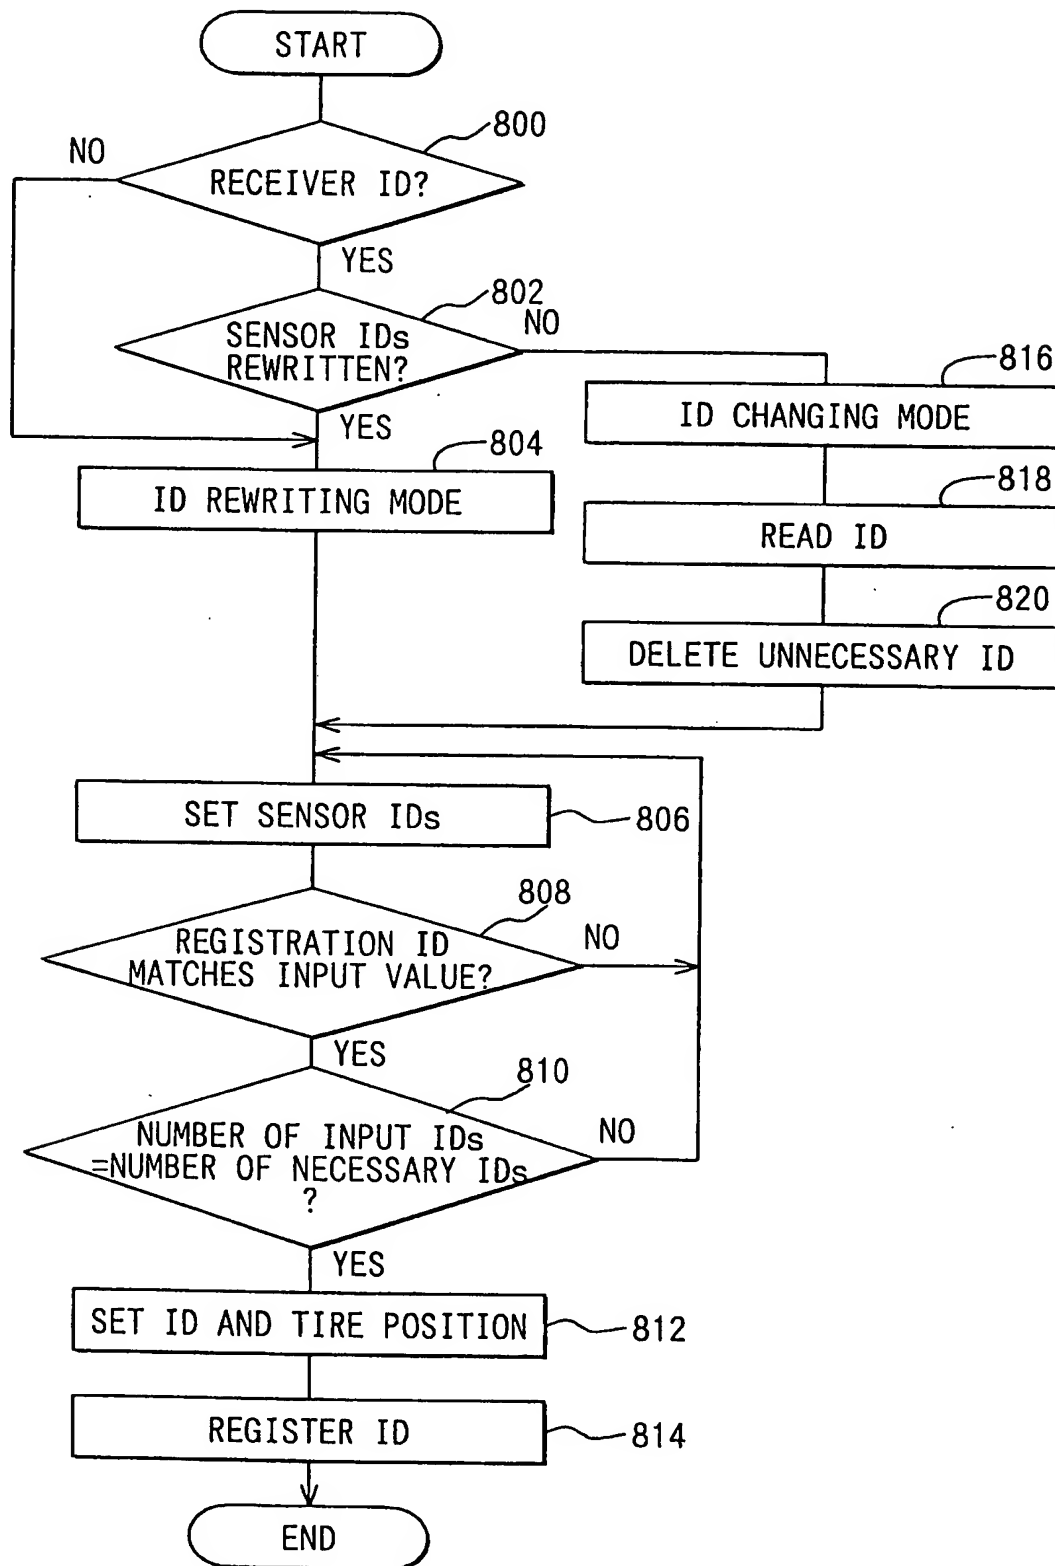 START
800
NO
RECEIVER ID?
YES
802
NO
SENSOR IDs
REWRITTEN?
816
YES
ID CHANGING MODE
804
818
ID REWRITING MODE
READ ID
820
DELETE UNNECESSARY ID
SET SENSOR IDs
806
808
REGISTRATION ID
NO
MATCHES INPUT VALUE?
YES
810
NUMBER OF INPUT IDs
NO
=NUMBER OF NECESSARY IDs
?
YES
SET ID AND TIRE POSITION
812
REGISTER ID
814
END